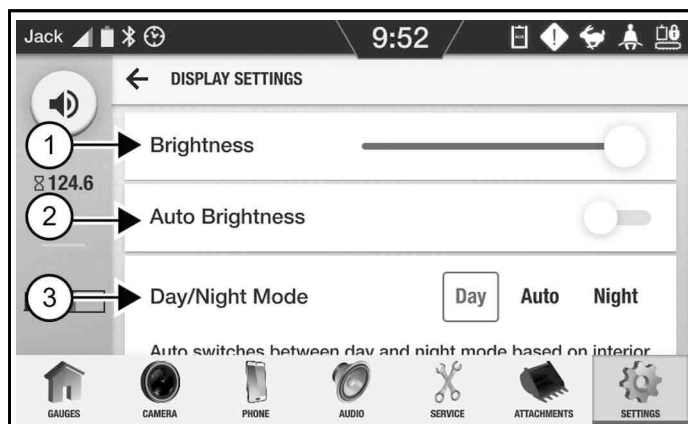 Jack 9:52
DISPLAY SETTINGS
1 Brightness
124.6
2 Auto Brightness
3 Day/Night Mode Day Auto Night
Auto switches between day and night mode based on interior
GAUGES CAMERA PHONE AUDIO SERVICE ATTACHMENTS SETTINGS